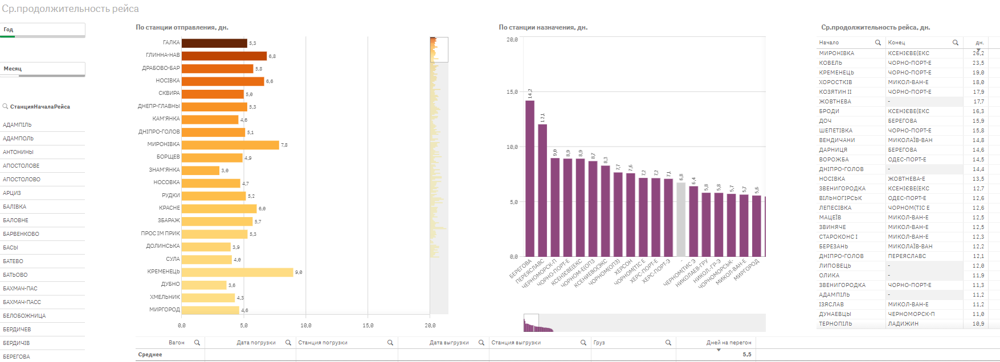 Ср.продолжительность рейса
Год
Месяц
СтанцияНачалаРейса
АДАМПІЛЬ
АДАМПОЛЬ
АНТОНИНЫ
АПОСТОЛОВЕ
АПОСТОЛОВО
АРЦИЗ
БАЛІВКА
БАЛОВНЕ
БАРВЕНКОВО
БАСЫ
БАТЕВО
БАТЬОВО
БАХМАЧ-ПАС
БАХМАЧ-ПАСС
БЕЛОБОЖНИЦА
БЕРДИЧЕВ
БЕРДИЧІВ
БЕРЕГОВА
По станции отправления, дн.
ГАЛКА 5,3
ГЛИННА-НАВ 6,8
ДРАБОВО-БАР 5,8
НОСІВКА 6,6
СКВИРА 5,0
ДНЕПР-ГЛАВНЫ 5,3
КАМ'ЯНКА 4,6
ДНІПРО-ГОЛОВ 5,1
МИРОНІВКА 7,8
БОРЩЕВ 4,9
ЗНАМ'ЯНКА 3,0
НОСОВКА 4,7
РУДКИ 5,2
КРАСНЕ 6,0
ЗБАРАЖ 5,7
ПРОС ІМ ПРИК 5,3
ДОЛИНСЬКА 3,9
СУЛА 4,0
КРЕМЕНЕЦЬ 9,0
ДУБНО 3,6
ХМЕЛЬНИК 4,3
МИРГОРОД 4,6
0,0 5,0 10,0 15,0 20,0
По станции назначения, дн.
20,0
15,0
10,0
5,0
0,0
14,2 12,1 9,0 8,9 8,9 8,7 8,3 7,7 7,6 7,2 7,2 7,1 6,8 6,4 5,8 5,8 5,7 5,7 5,6
БЕРЕГОВА
ПЕРЕЯСЛАВС
ЧЕРНОМОРСК-П
ЧОРНО-ПОРТ-Е
КСЕНІЄВЕ(ЕКС
ЧОРНОМ-Е(ОПЗ
КСЕНИЕВО(ЭКС
ЧОРНОМ(ОПЗ)
ХЕРСОН
ЧОРНОМ(ТІС Е
ХЕРС-ПОРТ-Е
ХЕРС-ПОРТ-Э
-
ЧЕРНОМ(ТИС Э
НИКОЛАЕВ-ГРУ
НИКОЛ.-ГР-Э
ЧОРНОМОРСЬК-
МИКОЛ-ВАН-Е
МИРГОРОД
Ср.продолжительность рейса, дн.
Начало Конец дн.
МИРОНІВКА КСЕНІЄВЕ(ЕКС 26,2
КОВЕЛЬ ЧОРНО-ПОРТ-Е 23,5
КРЕМЕНЕЦЬ ЧОРНО-ПОРТ-Е 19,0
ХОРОСТКІВ МИКОЛ-ВАН-Е 18,0
КОЗЯТИН II ЧОРНО-ПОРТ-Е 17,9
ЖОВТНЕВА - 17,7
БРОДИ КСЕНІЄВЕ(ЕКС 16,3
ДОЧ БЕРЕГОВА 15,9
ШЕПЕТІВКА ЧОРНО-ПОРТ-Е 15,8
ВЕНДИЧАНИ МИКОЛАЇВ-ВАН 14,8
ДАРНИЦЯ БЕРЕГОВА 14,6
ВОРОЖБА ОДЕС-ПОРТ-Е 14,5
ДНІПРО-ГОЛОВ - 14,4
НОСІВКА ЖОВТНЕВА-Е 13,5
ЗВЕНИГОРОДКА КСЕНІЄВЕ(ЕКС 12,7
ВІЛЬНОГІРСЬК ОДЕС-ПОРТ-Е 12,6
ЛЕПЕСІВКА ЧОРНОМ(ТІС Е 12,6
МАЦЕЇВ МИКОЛ-ВАН-Е 12,5
ЗВИНЯЧЕ МИКОЛ-ВАН-Е 12,5
СТАРОКОНС I МИКОЛ-ВАН-Е 12,3
БЕРЕЗАНЬ МИКОЛАЇВ-ВАН 12,2
ДНІПРО-ГОЛОВ ПЕРЕЯСЛАВС 12,1
ЛИПОВЕЦЬ - 12,0
ОЛИКА - 11,9
ЗВЕНИГОРОДКА ЧОРНО-ПОРТ-Е 11,3
АДАМПІЛЬ - 11,2
ІЗЯСЛАВ МИКОЛ-ВАН-Е 11,2
ДУНАЕВЦЫ ЧЕРНОМОРСК-П 11,0
ТЕРНОПІЛЬ ЛАДИЖИН 10,9
Вагон Дата погрузки Станция погрузки Дата выгрузки Станция выгрузки Груз Дней на перегон
Среднее 5,5